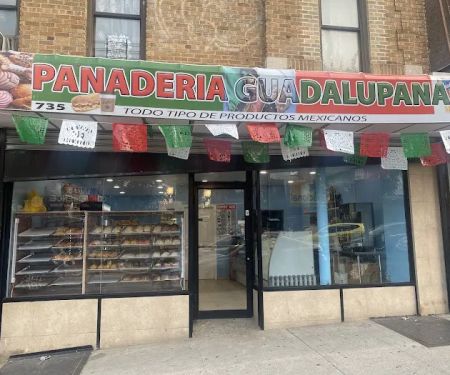 PANADERIA GUADALUPANA
735
TODO TIPO DE PRODUCTOS MEXICANOS